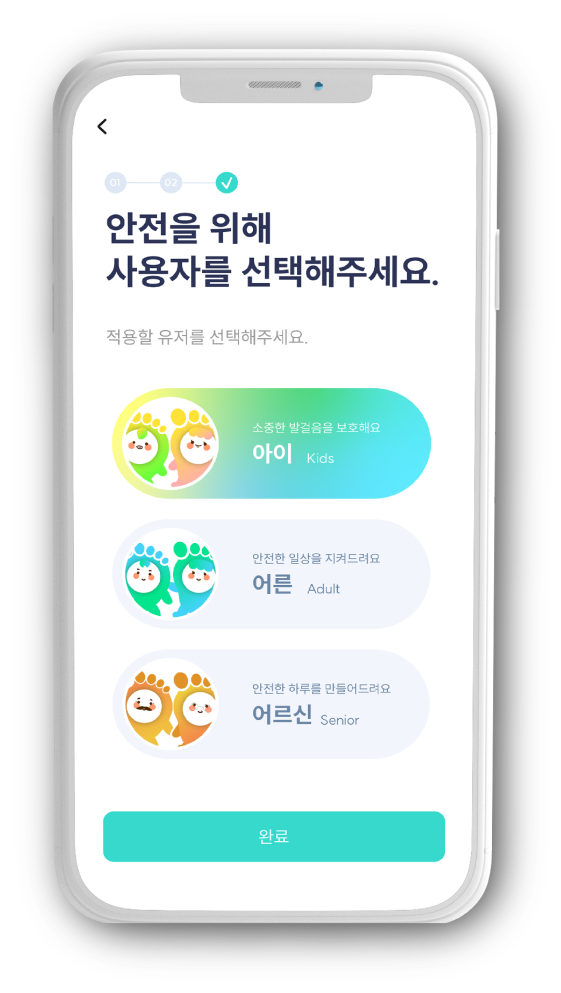 01 02
안전을 위해
사용자를 선택해주세요.
적용할 유저를 선택해주세요.
소중한 발걸음을 보호해요
아이 Kids
안전한 일상을 지켜드려요
어른 Adult
안전한 하루를 만들어드려요
어르신 Senior
완료